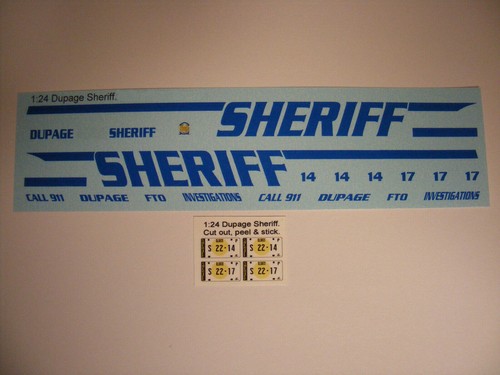 1:24 Dupage Sheriff.
DUPAGE SHERIFF SHERIFF
SHERIFF 14 14 14 14 17 17 17
CALL 911 DUPAGE FTO INVESTIGATIONS CALL 911 DUPAGE FTO INVESTIGATIONS
1:24 Dupage Sheriff.
Cut out, peel & stick.
S 22-14 S 22-14
S 22-17 S 22-17